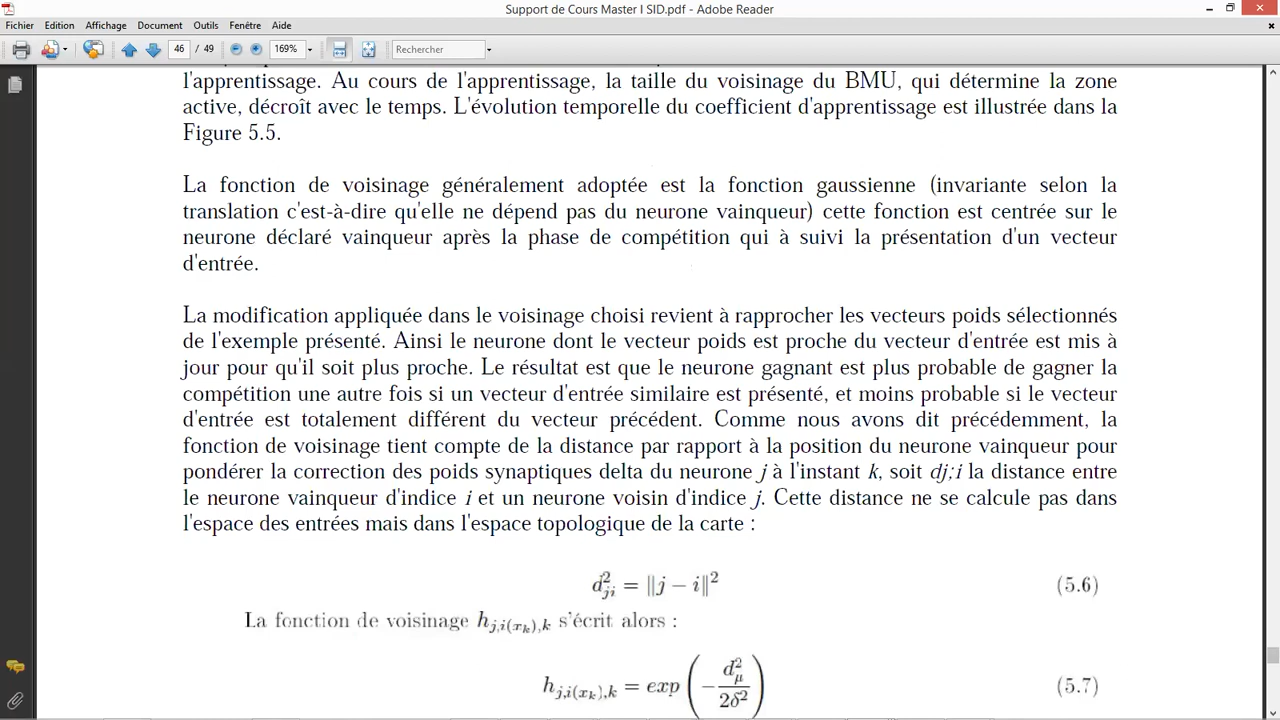 Support de Cours Master I SID.pdf - Adobe Reader
Fichier Edition Affichage Document Outils Fenêtre Aide
46 / 49 169% Rechercher
l'apprentissage. Au cours de l'apprentissage, la taille du voisinage du BMU, qui détermine la zone
active, décroît avec le temps. L'évolution temporelle du coefficient d'apprentissage est illustrée dans la
Figure 5.5.
La fonction de voisinage généralement adoptée est la fonction gaussienne (invariante selon la
translation c'est-à-dire qu'elle ne dépend pas du neurone vainqueur) cette fonction est centrée sur le
neurone déclaré vainqueur après la phase de compétition qui à suivi la présentation d'un vecteur
d'entrée.
La modification appliquée dans le voisinage choisi revient à rapprocher les vecteurs poids sélectionnés
de l'exemple présenté. Ainsi le neurone dont le vecteur poids est proche du vecteur d'entrée est mis à
jour pour qu'il soit plus proche. Le résultat est que le neurone gagnant est plus probable de gagner la
compétition une autre fois si un vecteur d'entrée similaire est présenté, et moins probable si le vecteur
d'entrée est totalement différent du vecteur précédent. Comme nous avons dit précédemment, la
fonction de voisinage tient compte de la distance par rapport à la position du neurone vainqueur pour
pondérer la correction des poids synaptiques delta du neurone j à l'instant k, soit dj;i la distance entre
le neurone vainqueur d'indice i et un neurone voisin d'indice j. Cette distance ne se calcule pas dans
l'espace des entrées mais dans l'espace topologique de la carte :
d²_{ji} = ‖j − i‖² (5.6)
La fonction de voisinage h_{j,i(x_k),k} s'écrit alors :
h_{j,i(x_k),k} = exp(−d²_μ / 2δ²) (5.7)